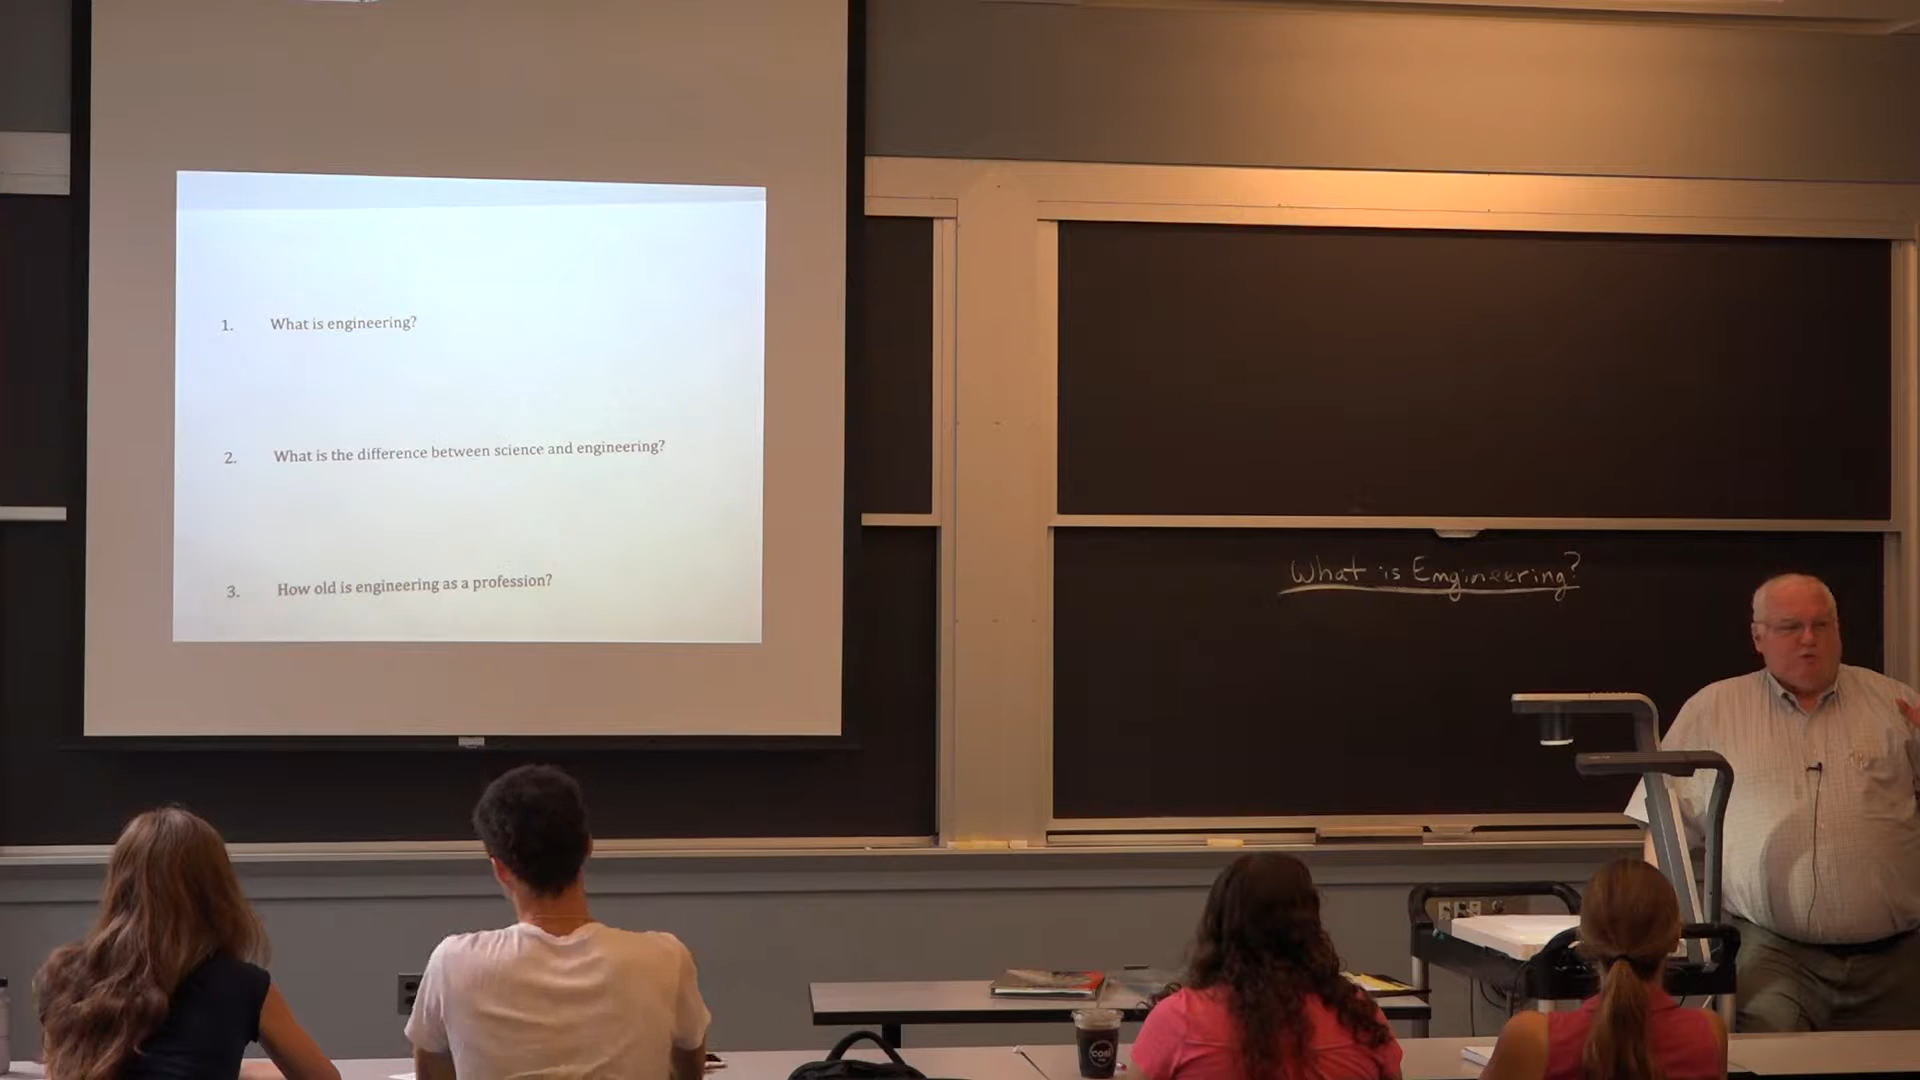 1. What is engineering?
2. What is the difference between science and engineering?
3. How old is engineering as a profession?
What is Engineering?
COSI